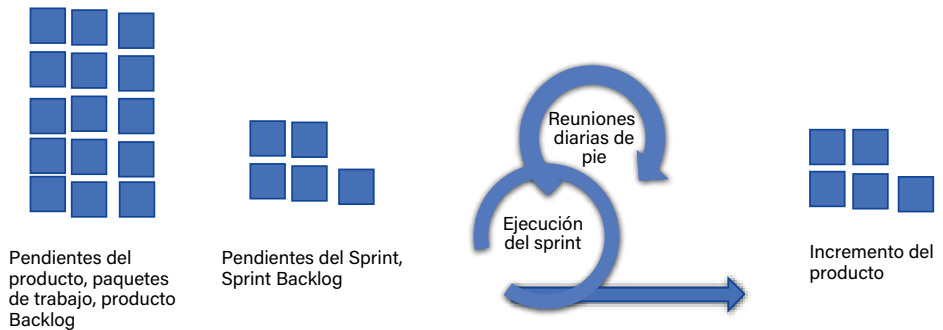 Pendientes del
producto, paquetes
de trabajo, producto
Backlog
Pendientes del Sprint,
Sprint Backlog
Reuniones
diarias de
pie
Ejecución
del sprint
Incremento del
producto